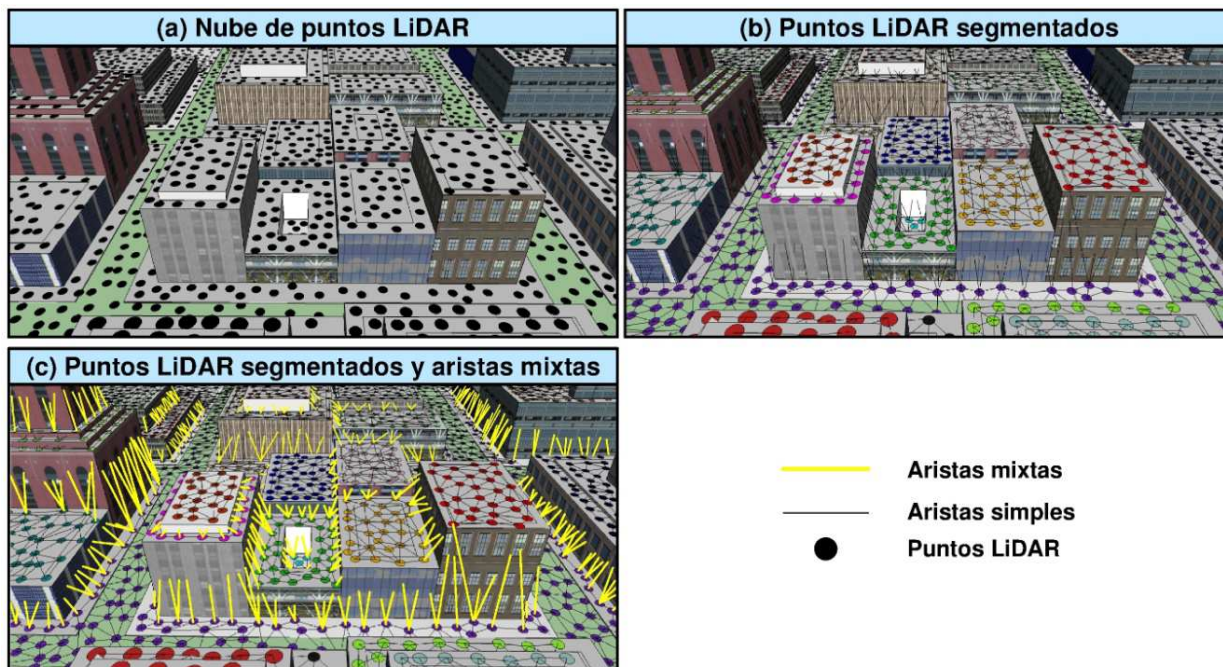 (a) Nube de puntos LiDAR
(b) Puntos LiDAR segmentados
(c) Puntos LiDAR segmentados y aristas mixtas
Aristas mixtas
Aristas simples
Puntos LiDAR